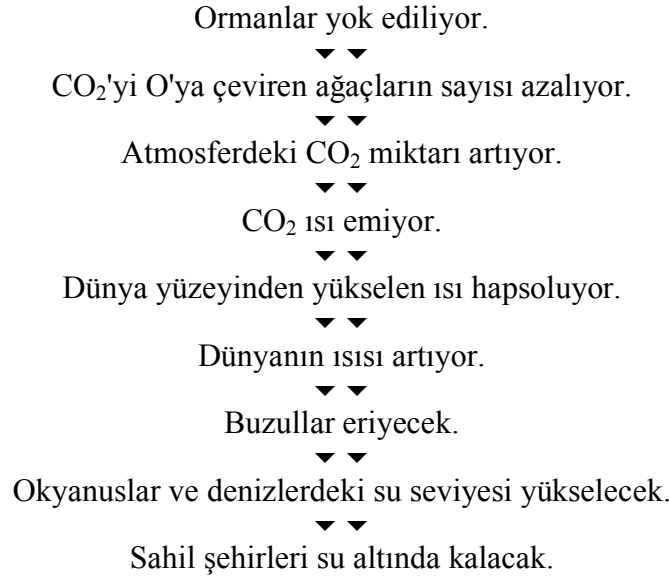 Ormanlar yok ediliyor.
CO₂'yi O'ya çeviren ağaçların sayısı azalıyor.
Atmosferdeki CO₂ miktarı artıyor.
CO₂ ısı emiyor.
Dünya yüzeyinden yükselen ısı hapsoluyor.
Dünyanın ısısı artıyor.
Buzullar eriyecek.
Okyanuslar ve denizlerdeki su seviyesi yükselecek.
Sahil şehirleri su altında kalacak.